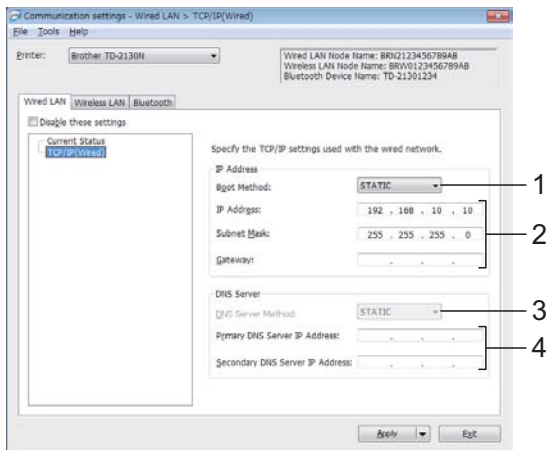 Communication settings - Wired LAN > TCP/IP(Wired)
File Tools Help
Printer: Brother TD-2130N
Wired LAN Node Name: BRN2123456789AB
Wireless LAN Node Name: BRW0123456789AB
Bluetooth Device Name: TD-21301234
Wired LAN Wireless LAN Bluetooth
Disable these settings
Current Status
TCP/IP(Wired)
Specify the TCP/IP settings used with the wired network.
IP Address
Boot Method: STATIC 1
IP Address: 192 . 168 . 10 . 10
Subnet Mask: 255 . 255 . 255 . 0 2
Gateway: . . .
DNS Server
DNS Server Method: STATIC 3
Primary DNS Server IP Address: . . .
4
Secondary DNS Server IP Address: . . .
Apply Exit